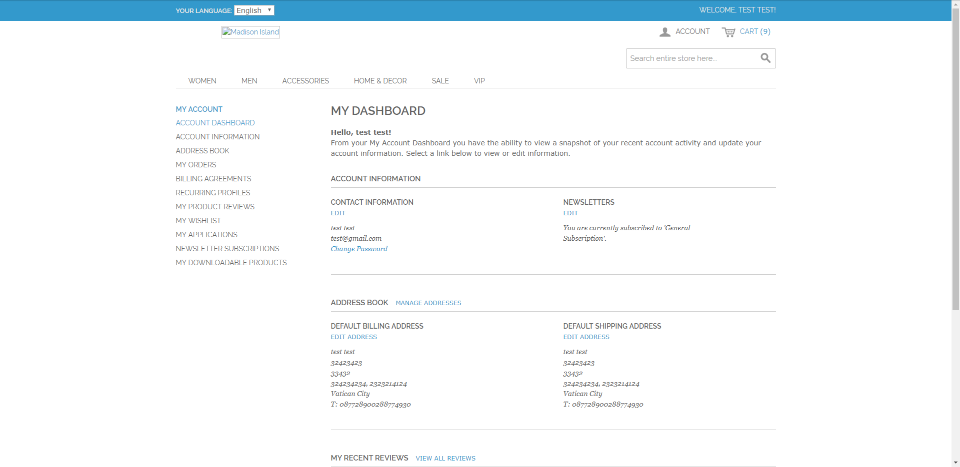 YOUR LANGUAGE: English
WELCOME, TEST TEST!
Madison Island
ACCOUNT CART (9)
Search entire store here...
WOMEN MEN ACCESSORIES HOME & DECOR SALE VIP
MY ACCOUNT
ACCOUNT DASHBOARD
ACCOUNT INFORMATION
ADDRESS BOOK
MY ORDERS
BILLING AGREEMENTS
RECURRING PROFILES
MY PRODUCT REVIEWS
MY WISHLIST
MY APPLICATIONS
NEWSLETTER SUBSCRIPTIONS
MY DOWNLOADABLE PRODUCTS
MY DASHBOARD
Hello, test test!
From your My Account Dashboard you have the ability to view a snapshot of your recent account activity and update your
account information. Select a link below to view or edit information.
ACCOUNT INFORMATION
CONTACT INFORMATION
EDIT
test test
test@gmail.com
Change Password
NEWSLETTERS
EDIT
You are currently subscribed to 'General
Subscription'.
ADDRESS BOOK MANAGE ADDRESSES
DEFAULT BILLING ADDRESS
EDIT ADDRESS
test test
32423423
33432
324234234, 2323214124
Vatican City
T: 087728900288774930
DEFAULT SHIPPING ADDRESS
EDIT ADDRESS
test test
32423423
33432
324234234, 2323214124
Vatican City
T: 087728900288774930
MY RECENT REVIEWS VIEW ALL REVIEWS